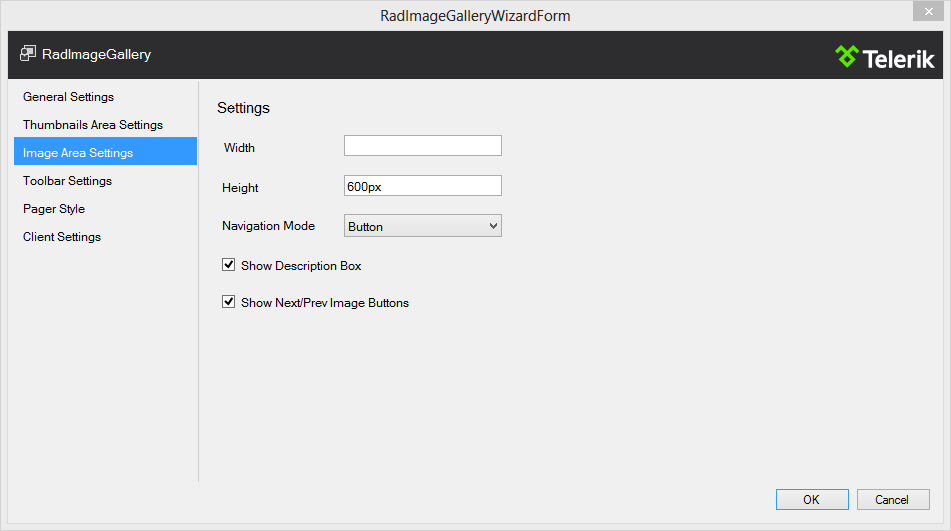 RadImageGalleryWizardForm
RadImageGallery
Telerik
General Settings
Thumbnails Area Settings
Image Area Settings
Toolbar Settings
Pager Style
Client Settings
Settings
Width
Height 600px
Navigation Mode Button
Show Description Box
Show Next/Prev Image Buttons
OK Cancel